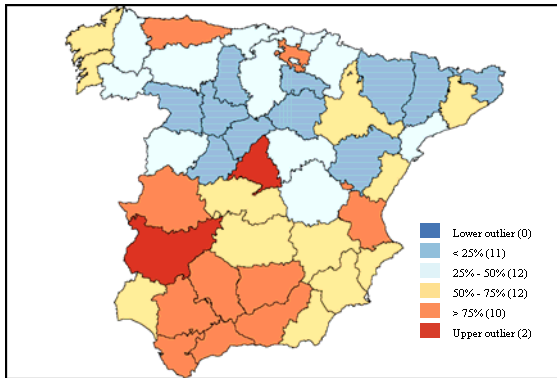 Lower outlier (0)
< 25% (11)
25% - 50% (12)
50% - 75% (12)
> 75% (10)
Upper outlier (2)